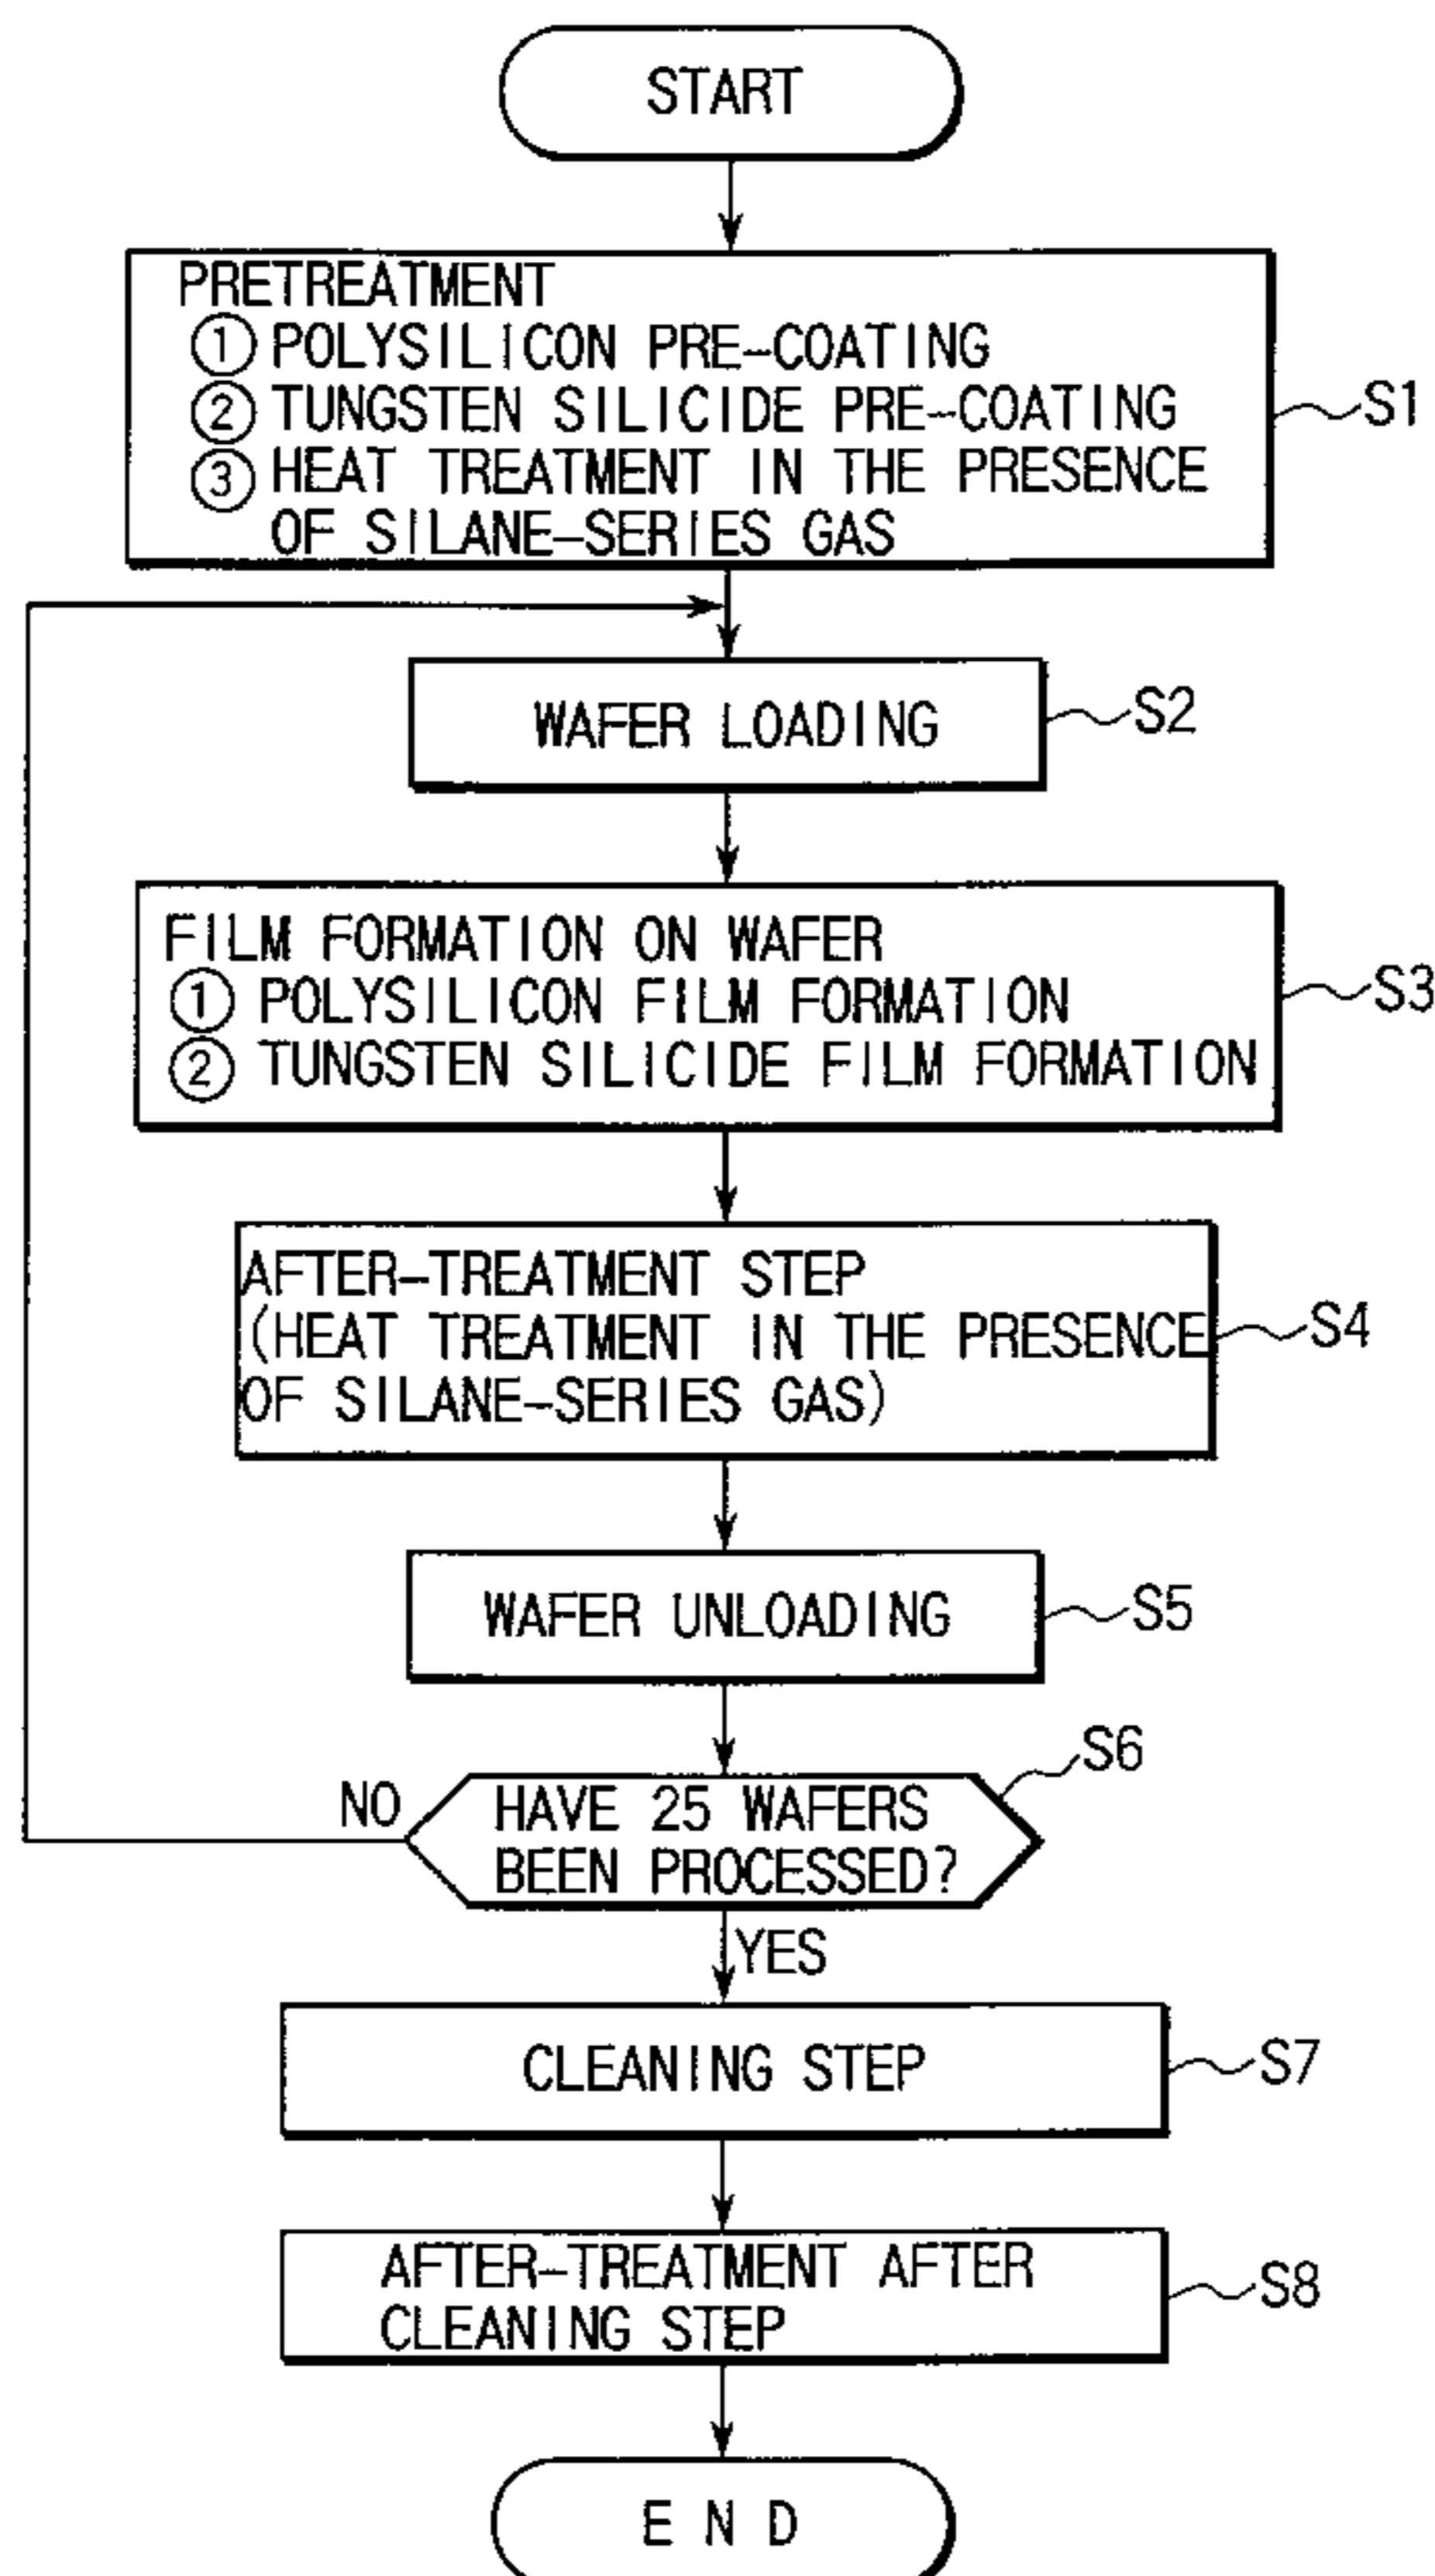 START
PRETREATMENT
① POLYSILICON PRE-COATING
② TUNGSTEN SILICIDE PRE-COATING
③ HEAT TREATMENT IN THE PRESENCE
OF SILANE-SERIES GAS
S1
WAFER LOADING
S2
FILM FORMATION ON WAFER
① POLYSILICON FILM FORMATION
② TUNGSTEN SILICIDE FILM FORMATION
S3
AFTER-TREATMENT STEP
(HEAT TREATMENT IN THE PRESENCE
OF SILANE-SERIES GAS)
S4
WAFER UNLOADING
S5
S6
NO
HAVE 25 WAFERS
BEEN PROCESSED?
YES
CLEANING STEP
S7
AFTER-TREATMENT AFTER
CLEANING STEP
S8
END